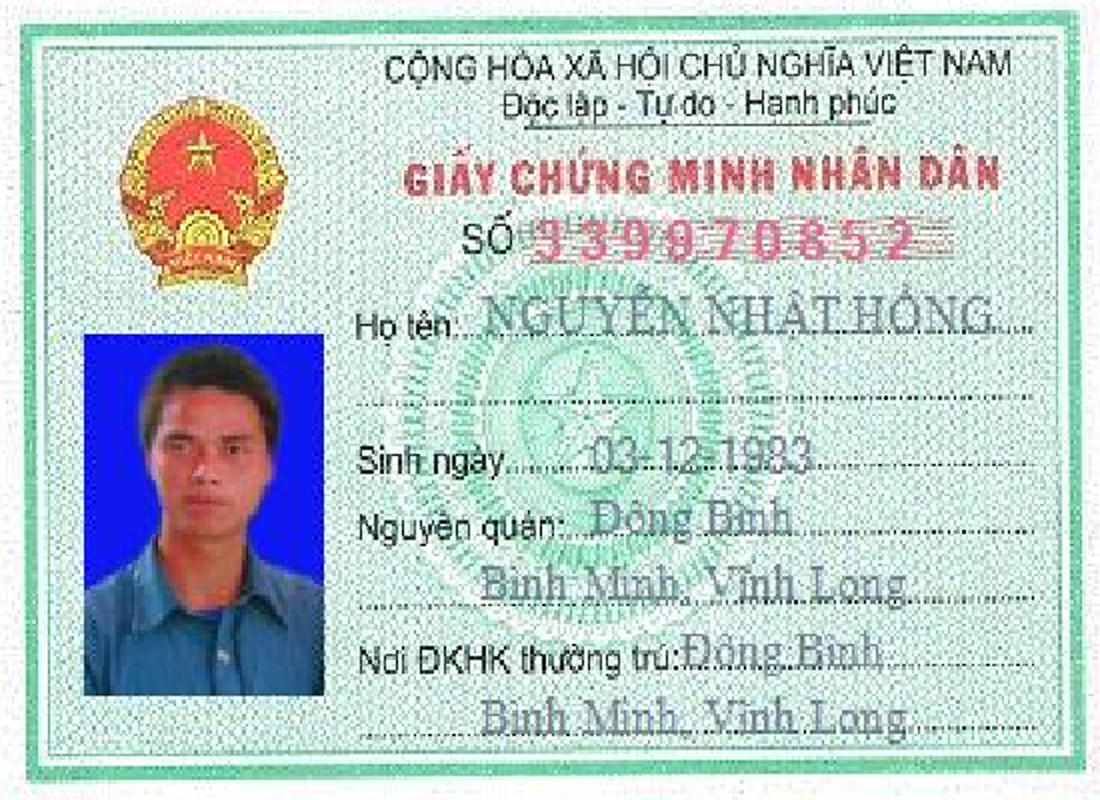 CỘNG HÒA XÃ HỘI CHỦ NGHĨA VIỆT NAM
Độc lập - Tự do - Hạnh phúc
GIẤY CHỨNG MINH NHÂN DÂN
SỐ 339970852
Họ tên: NGUYỄN NHẬT HỒNG
Sinh ngày 03-12-1983
Nguyên quán: Đông Bình
Bình Minh, Vĩnh Long
Nơi ĐKHK thường trú: Đông Bình
Bình Minh, Vĩnh Long